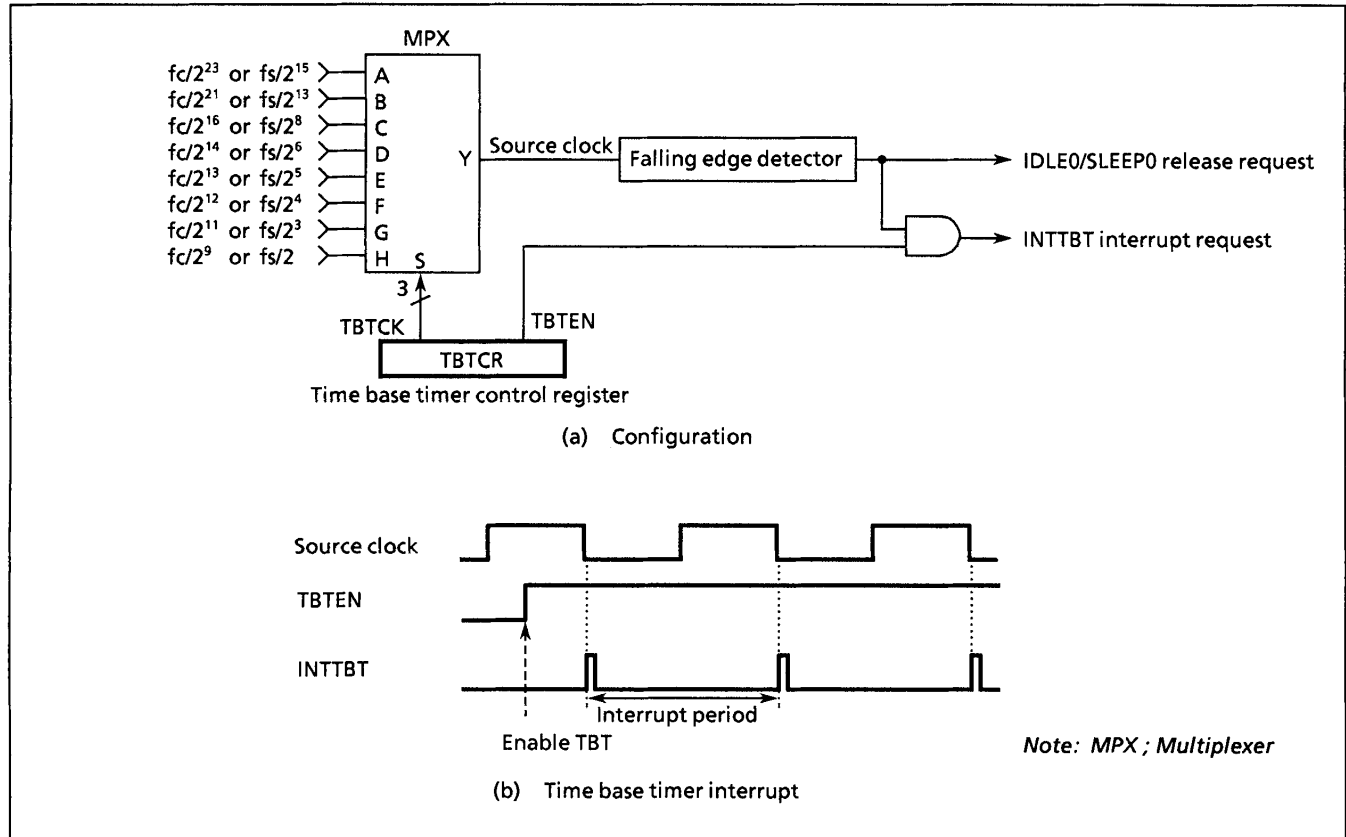 MPX
fc/2²³ or fs/2¹⁵ A
fc/2²¹ or fs/2¹³ B
fc/2¹⁶ or fs/2⁸ C
fc/2¹⁴ or fs/2⁶ D
fc/2¹³ or fs/2⁵ E
fc/2¹² or fs/2⁴ F
fc/2¹¹ or fs/2³ G
fc/2⁹ or fs/2 H
S
Y
Source clock
Falling edge detector
IDLE0/SLEEP0 release request
INTTBT interrupt request
3
TBTCK
TBTEN
TBTCR
Time base timer control register
(a) Configuration
Source clock
TBTEN
INTTBT
Interrupt period
Enable TBT
Note: MPX ; Multiplexer
(b) Time base timer interrupt